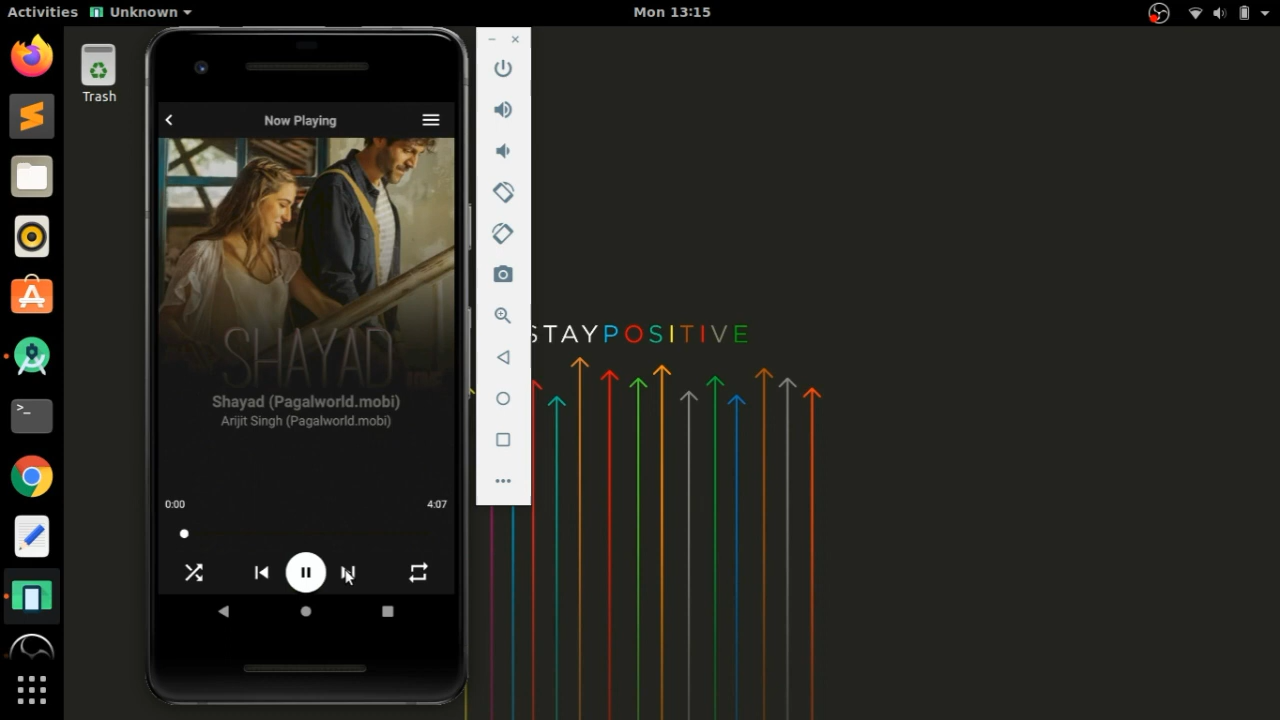 Activities
Unknown
Mon 13:15
Trash
Now Playing
SHAYAD
Shayad (Pagalworld.mobi)
Arijit Singh (Pagalworld.mobi)
0:00
4:07
STAYPOSITIVE